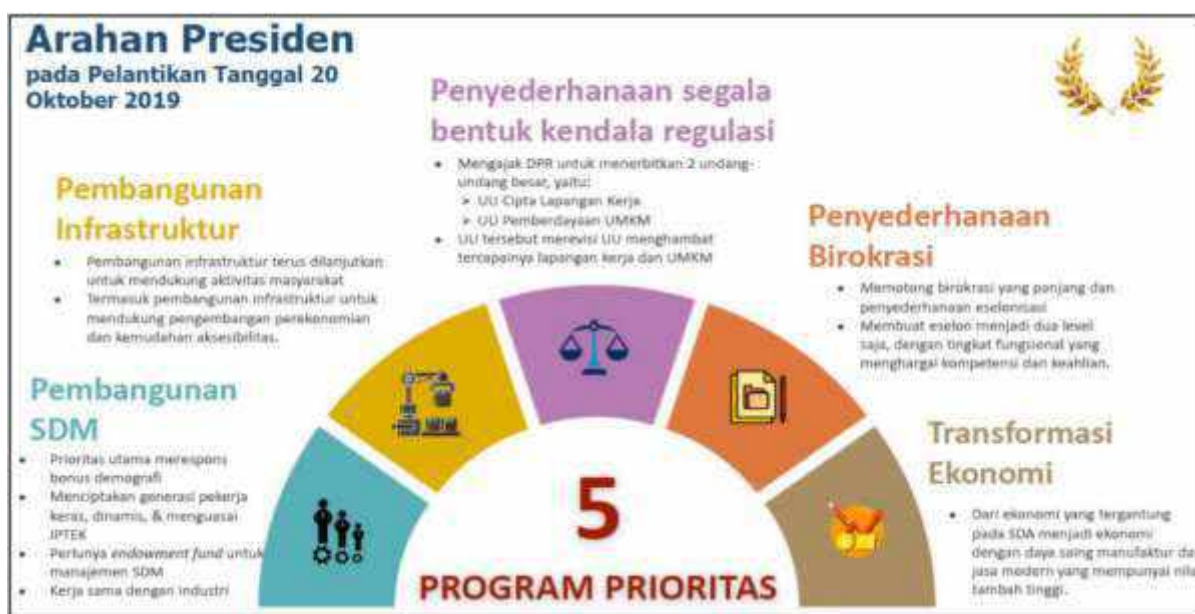 Arahan Presiden
pada Pelantikan Tanggal 20
Oktober 2019
Penyederhanaan segala
bentuk kendala regulasi
• Mengajak DPR untuk menerbitkan 2 undang-
undang besar, yaitu:
➤ UU Cipta Lapangan Kerja
➤ UU Pemberdayaan UMKM
• UU tersebut merevisi UU menghambat
tercapainya lapangan kerja dan UMKM
Pembangunan
Infrastruktur
• Pembangunan infrastruktur terus dilanjutkan
untuk mendukung aktivitas masyarakat
• Termasuk pembangunan infrastruktur untuk
mendukung pengembangan perekonomian
dan kemudahan aksesibilitas.
Penyederhanaan
Birokrasi
• Memotong birokrasi yang panjang dan
penyederhanaan eselonisasi
• Membuat eselon menjadi dua level
saja, dengan tingkat fungsional yang
menghargai kompetensi dan keahlian.
Pembangunan
SDM
• Prioritas utama merespons
bonus demografi
• Menciptakan generasi pekerja
keras, dinamis, & menguasai
IPTEK
• Perlunya endowment fund untuk
manajemen SDM
• Kerja sama dengan industri
Transformasi
Ekonomi
• Dari ekonomi yang tergantung
pada SDA menjadi ekonomi
dengan daya saing manufaktur da
jasa modern yang mempunyai nila
tambah tinggi.
5
PROGRAM PRIORITAS